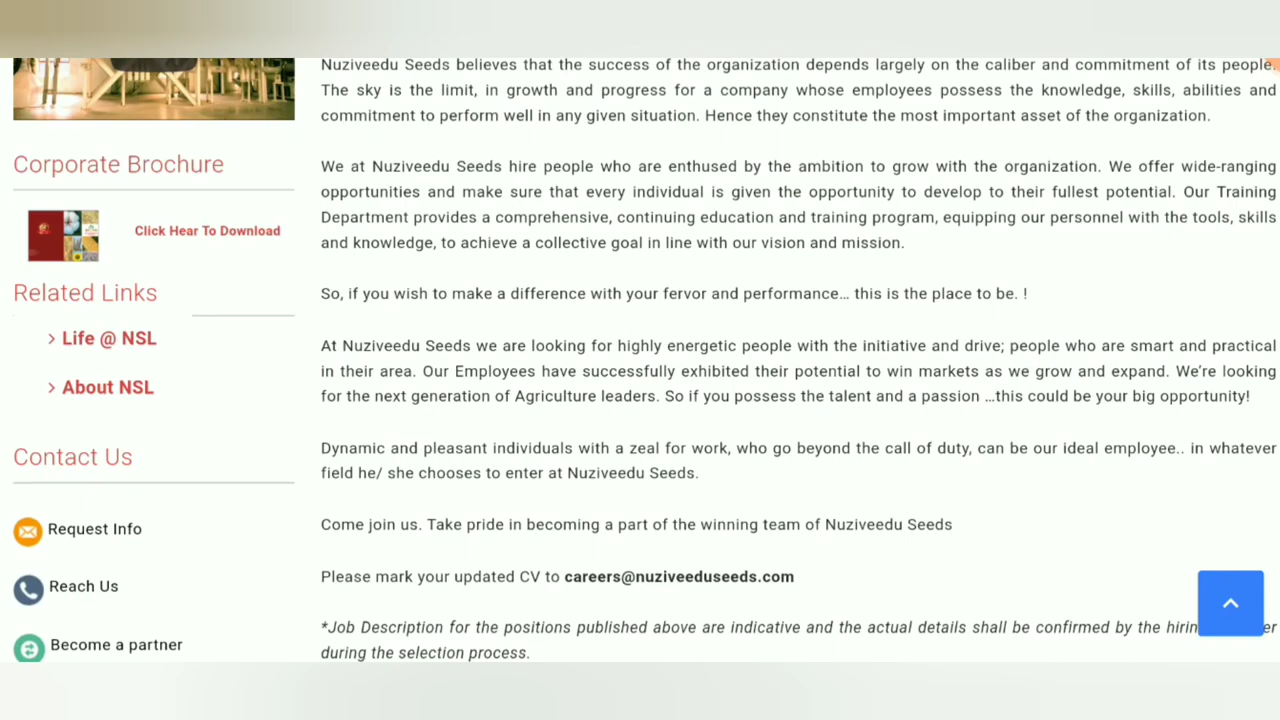 Nuziveedu Seeds believes that the success of the organization depends largely on the caliber and commitment of its people.
The sky is the limit, in growth and progress for a company whose employees possess the knowledge, skills, abilities and
commitment to perform well in any given situation. Hence they constitute the most important asset of the organization.
Corporate Brochure
Click Hear To Download
Related Links
Life @ NSL
About NSL
Contact Us
Request Info
Reach Us
Become a partner
We at Nuziveedu Seeds hire people who are enthused by the ambition to grow with the organization. We offer wide-ranging
opportunities and make sure that every individual is given the opportunity to develop to their fullest potential. Our Training
Department provides a comprehensive, continuing education and training program, equipping our personnel with the tools, skills
and knowledge, to achieve a collective goal in line with our vision and mission.
So, if you wish to make a difference with your fervor and performance… this is the place to be. !
At Nuziveedu Seeds we are looking for highly energetic people with the initiative and drive; people who are smart and practical
in their area. Our Employees have successfully exhibited their potential to win markets as we grow and expand. We’re looking
for the next generation of Agriculture leaders. So if you possess the talent and a passion …this could be your big opportunity!
Dynamic and pleasant individuals with a zeal for work, who go beyond the call of duty, can be our ideal employee.. in whatever
field he/ she chooses to enter at Nuziveedu Seeds.
Come join us. Take pride in becoming a part of the winning team of Nuziveedu Seeds
Please mark your updated CV to careers@nuziveeduseeds.com
*Job Description for the positions published above are indicative and the actual details shall be confirmed by the
during the selection process.